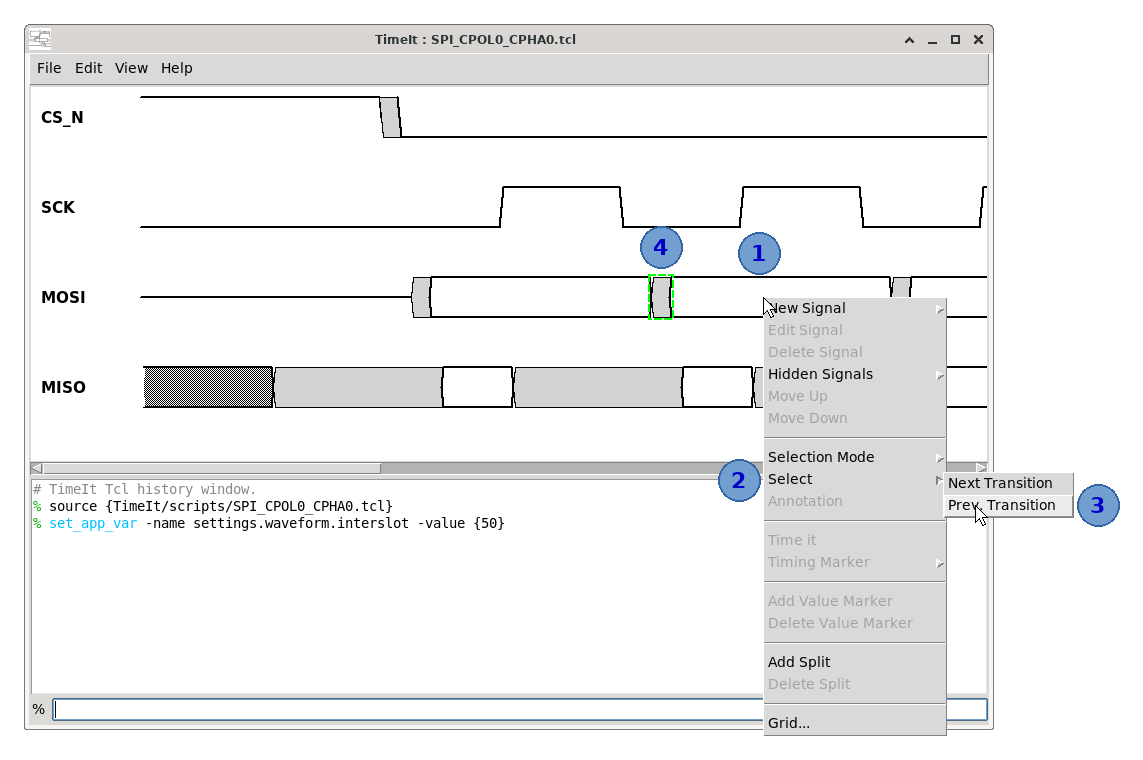 TimeIt : SPI_CPOL0_CPHA0.tcl
File Edit View Help
CS_N
SCK
4
1
MOSI
MISO
New Signal
Edit Signal
Delete Signal
Hidden Signals
Move Up
Move Down
Selection Mode
2
Select
Annotation
Next Transition
Prev. Transition
3
Time it
Timing Marker
Add Value Marker
Delete Value Marker
Add Split
Delete Split
Grid...
# TimeIt Tcl history window.
% source {TimeIt/scripts/SPI_CPOL0_CPHA0.tcl}
% set_app_var -name settings.waveform.interslot -value {50}
%